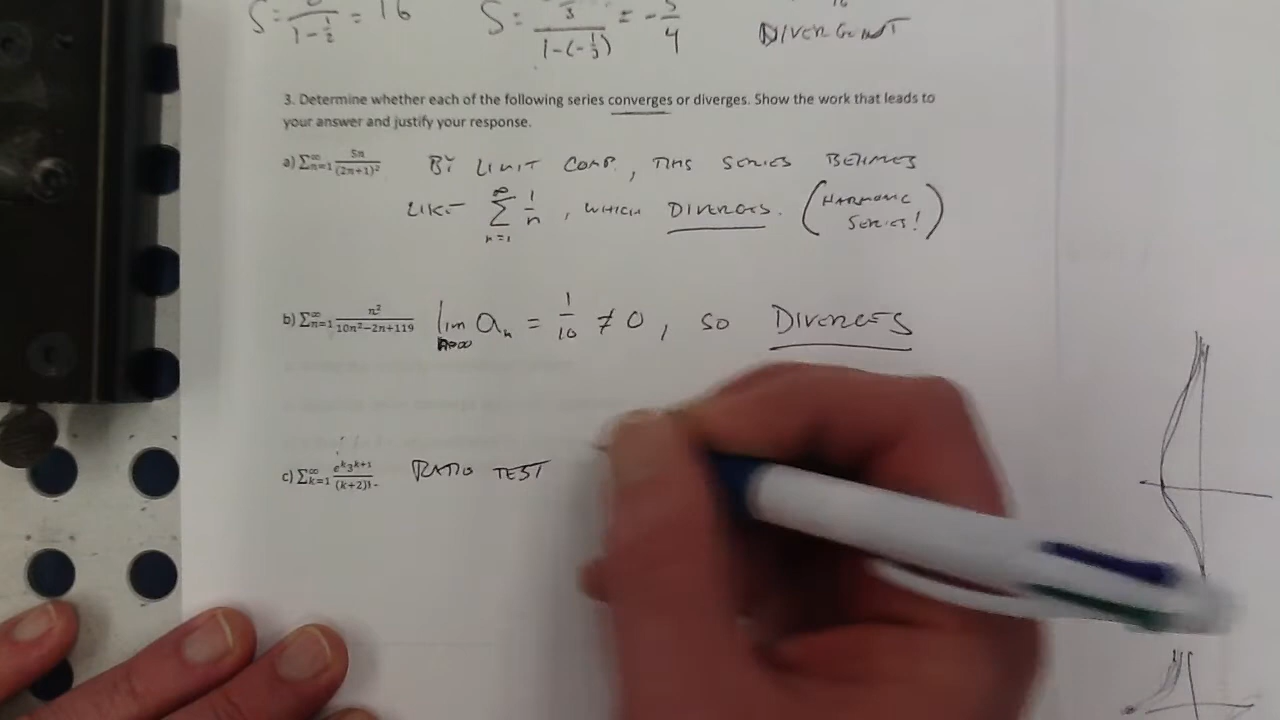 S = 1-1/2 = 16 S = 3/1-(-1/3) = -/4 DIVERGENT
3. Determine whether each of the following series converges or diverges. Show the work that leads to
your answer and justify your response.
a) ∑ₙ₌₁^∞ 5n/(2n+1)² BY LIMIT COMP., THIS SERIES BEHAVES
LIKE ∑ₙ₌₁^∞ 1/n, WHICH DIVERGES. (HARMONIC SERIES!)
b) ∑ₙ₌₁^∞ n²/10n²−2n+119 lim n→∞ aₙ = 1/10 ≠ 0, SO DIVERGES
c) ∑ₖ₌₁^∞ eᵏ3ᵏ⁺¹/(k+2)! RATIO TEST